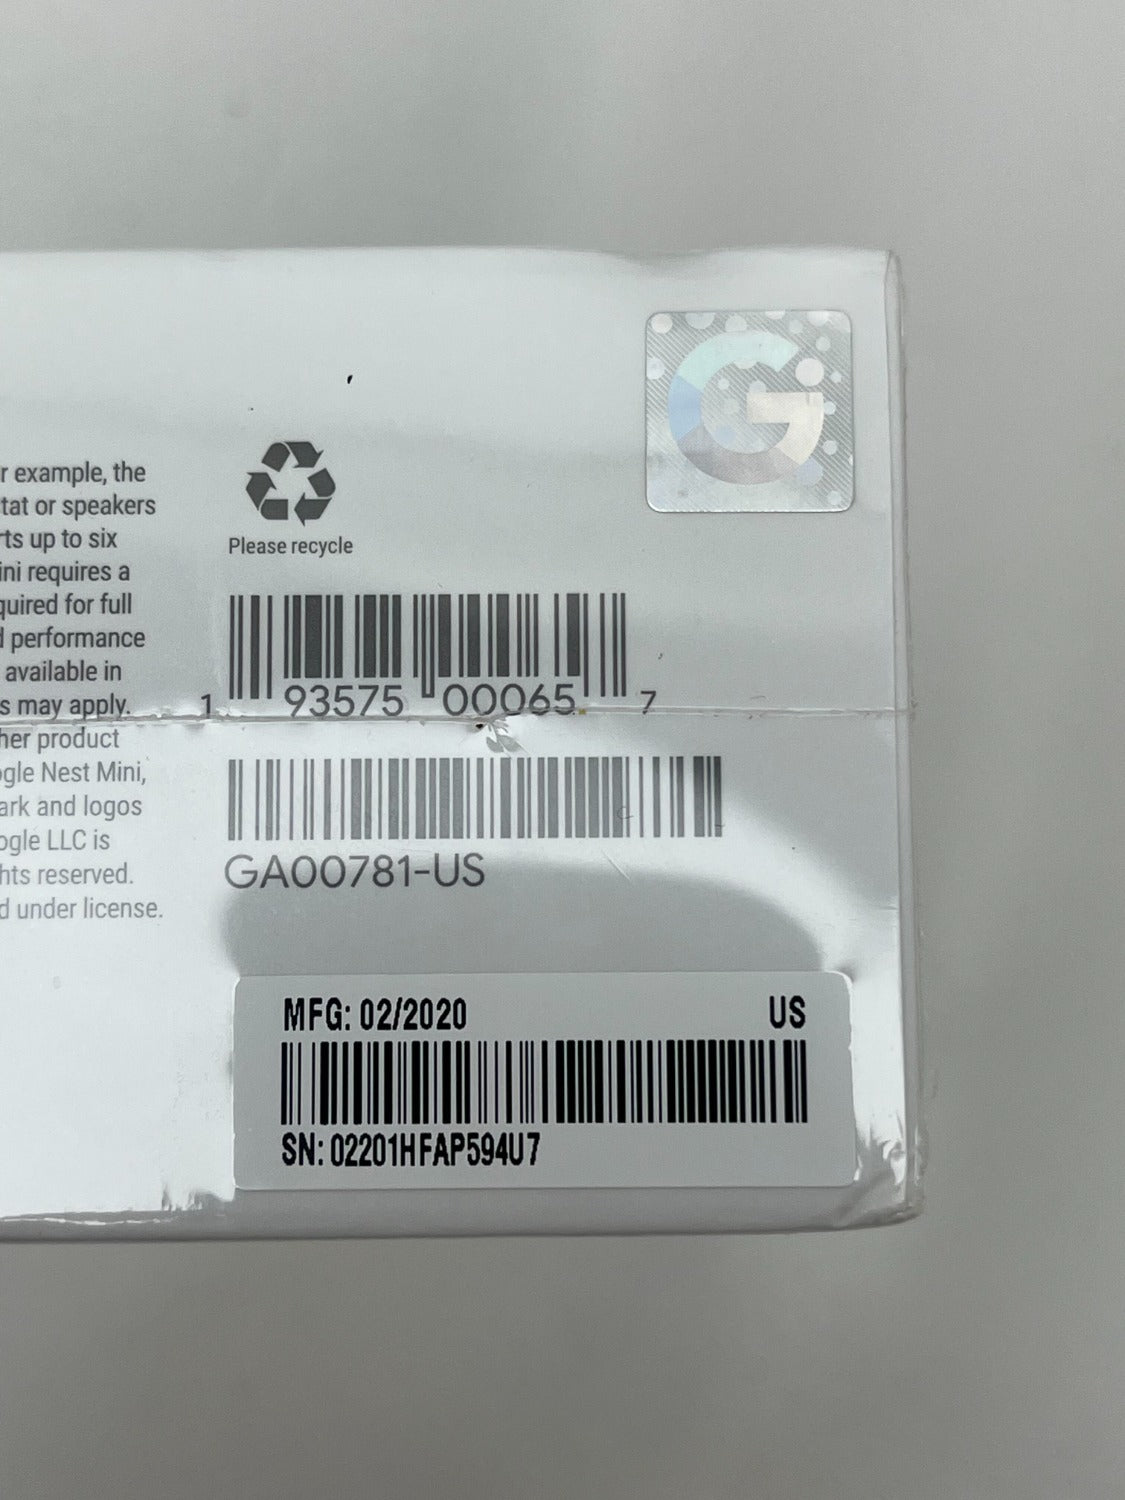 r example, the
tat or speakers
rts up to six
ini requires a
quired for full
d performance
available in
s may apply.
her product
ogle Nest Mini,
ark and logos
ogle LLC is
hts reserved.
d under license.
Please recycle
1 93575 00065 7
GA00781-US
MFG: 02/2020 US
SN: 02201HFAP594U7
G